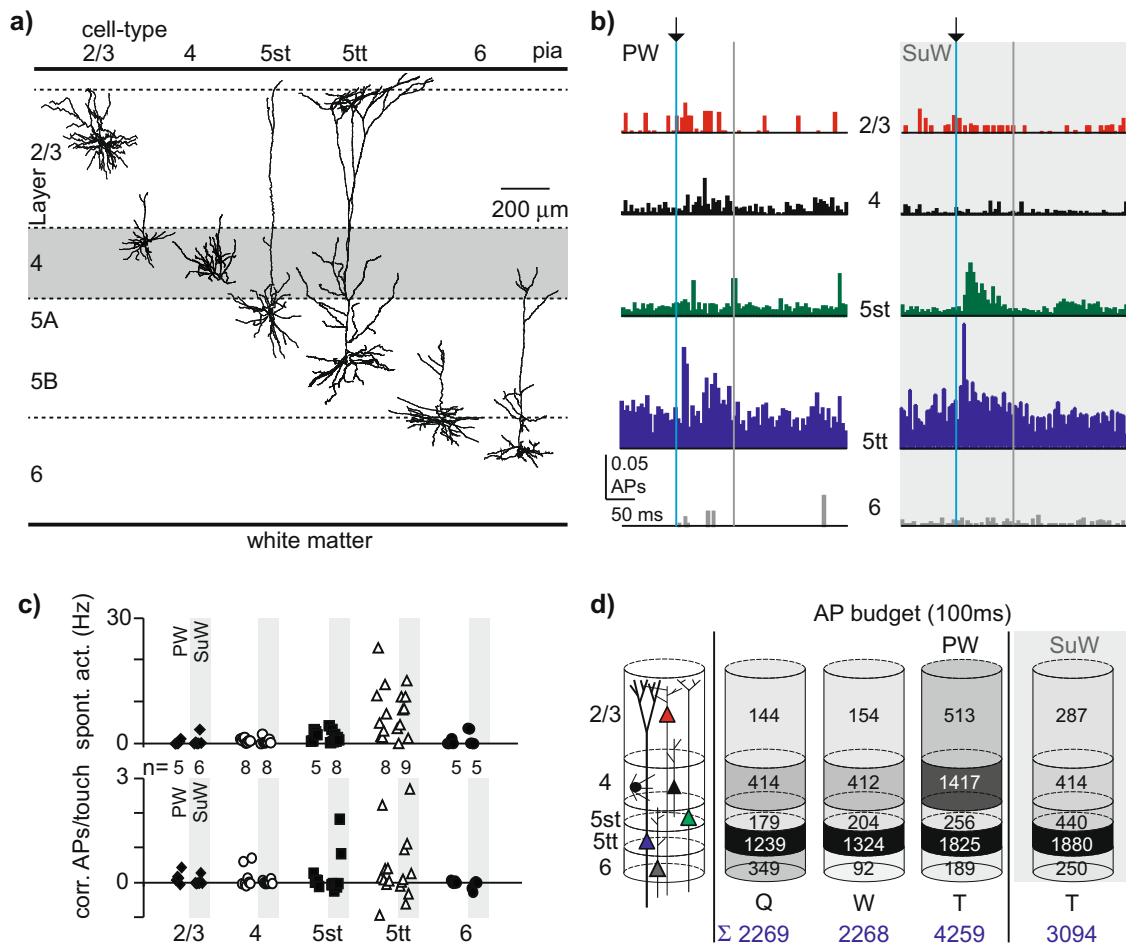 a)
cell-type
2/3 4 5st 5tt 6 pia
Layer
2/3
4
5A
5B
6
200 µm
white matter
b)
PW SuW
2/3
4
5st
5tt
6
0.05
APs
50 ms
c)
spont. act. (Hz)
30
0
PW SuW
n= 5 6 8 8 5 8 8 9 5 5
corr. APs/touch
3
0
PW SuW
2/3 4 5st 5tt 6
d)
AP budget (100ms)
PW SuW
2/3 144 154 513 287
4 414 412 1417 414
5st 179 204 256 440
5tt 1239 1324 1825 1880
6 349 92 189 250
Q W T T
Σ 2269 2268 4259 3094